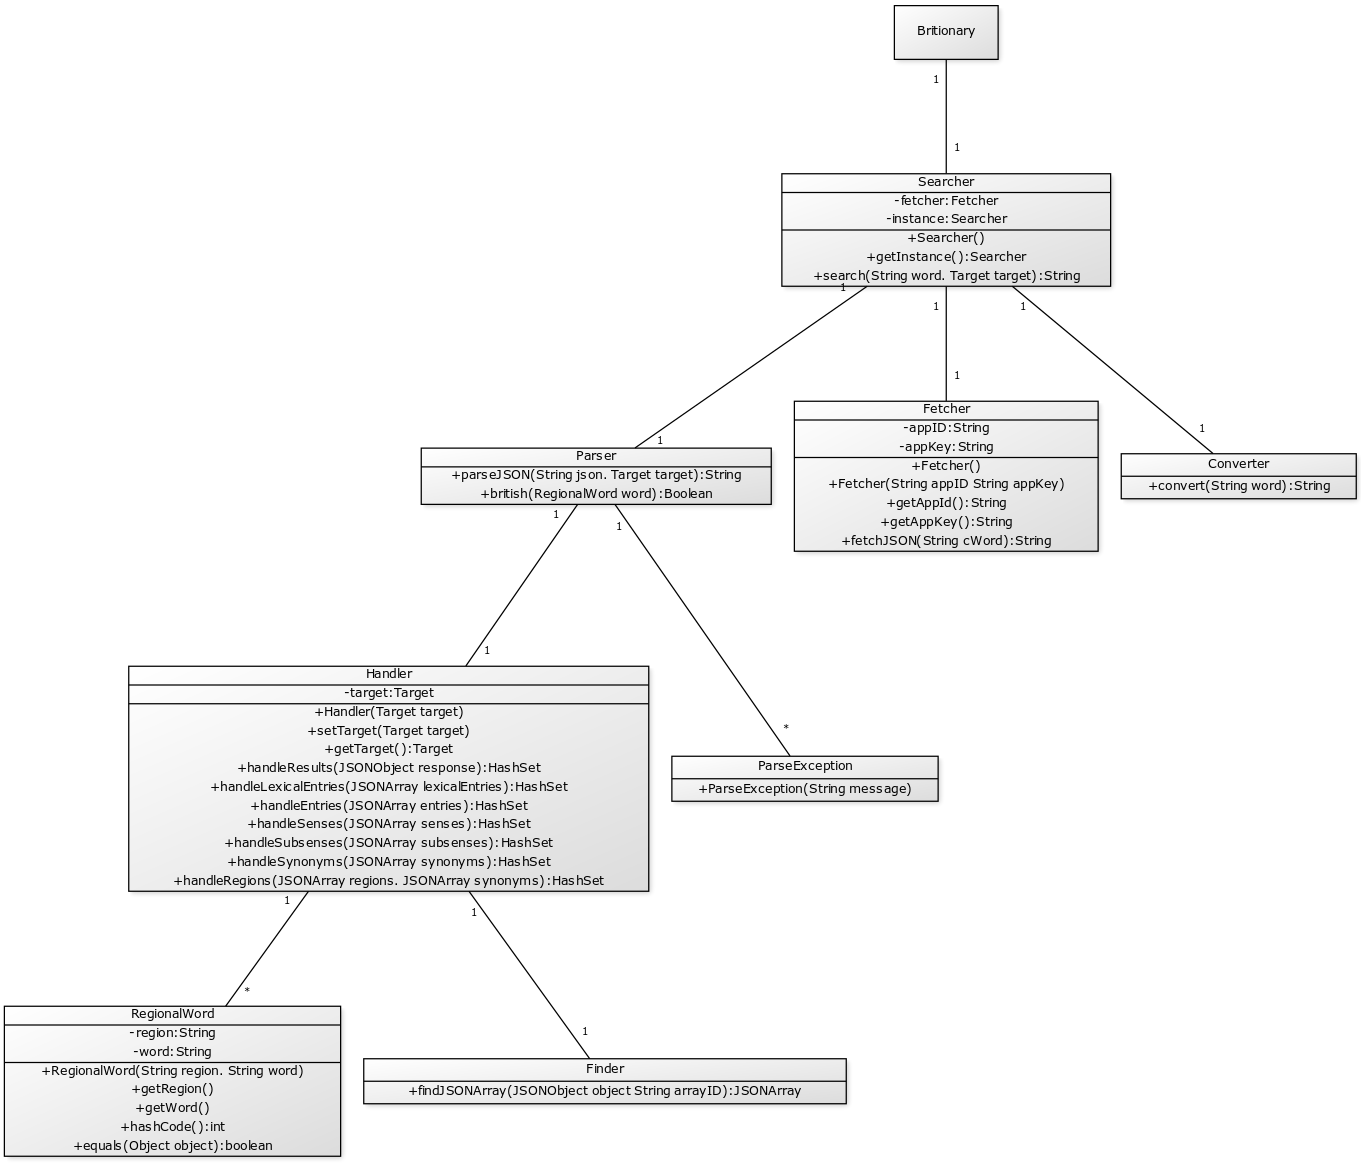 Britionary
1
1
Searcher
-fetcher:Fetcher
-instance:Searcher
+Searcher()
+getInstance():Searcher
+search(String word. Target target):String
1
1
1
1
1
1
Parser
+parseJSON(String json. Target target):String
+british(RegionalWord word):Boolean
Fetcher
-appID:String
-appKey:String
+Fetcher()
+Fetcher(String appID String appKey)
+getAppId():String
+getAppKey():String
+fetchJSON(String cWord):String
Converter
+convert(String word):String
1
1
1
*
Handler
-target:Target
+Handler(Target target)
+setTarget(Target target)
+getTarget():Target
+handleResults(JSONObject response):HashSet
+handleLexicalEntries(JSONArray lexicalEntries):HashSet
+handleEntries(JSONArray entries):HashSet
+handleSenses(JSONArray senses):HashSet
+handleSubsenses(JSONArray subsenses):HashSet
+handleSynonyms(JSONArray synonyms):HashSet
+handleRegions(JSONArray regions. JSONArray synonyms):HashSet
ParseException
+ParseException(String message)
1
1
*
1
RegionalWord
-region:String
-word:String
+RegionalWord(String region. String word)
+getRegion()
+getWord()
+hashCode():int
+equals(Object object):boolean
Finder
+findJSONArray(JSONObject object String arrayID):JSONArray